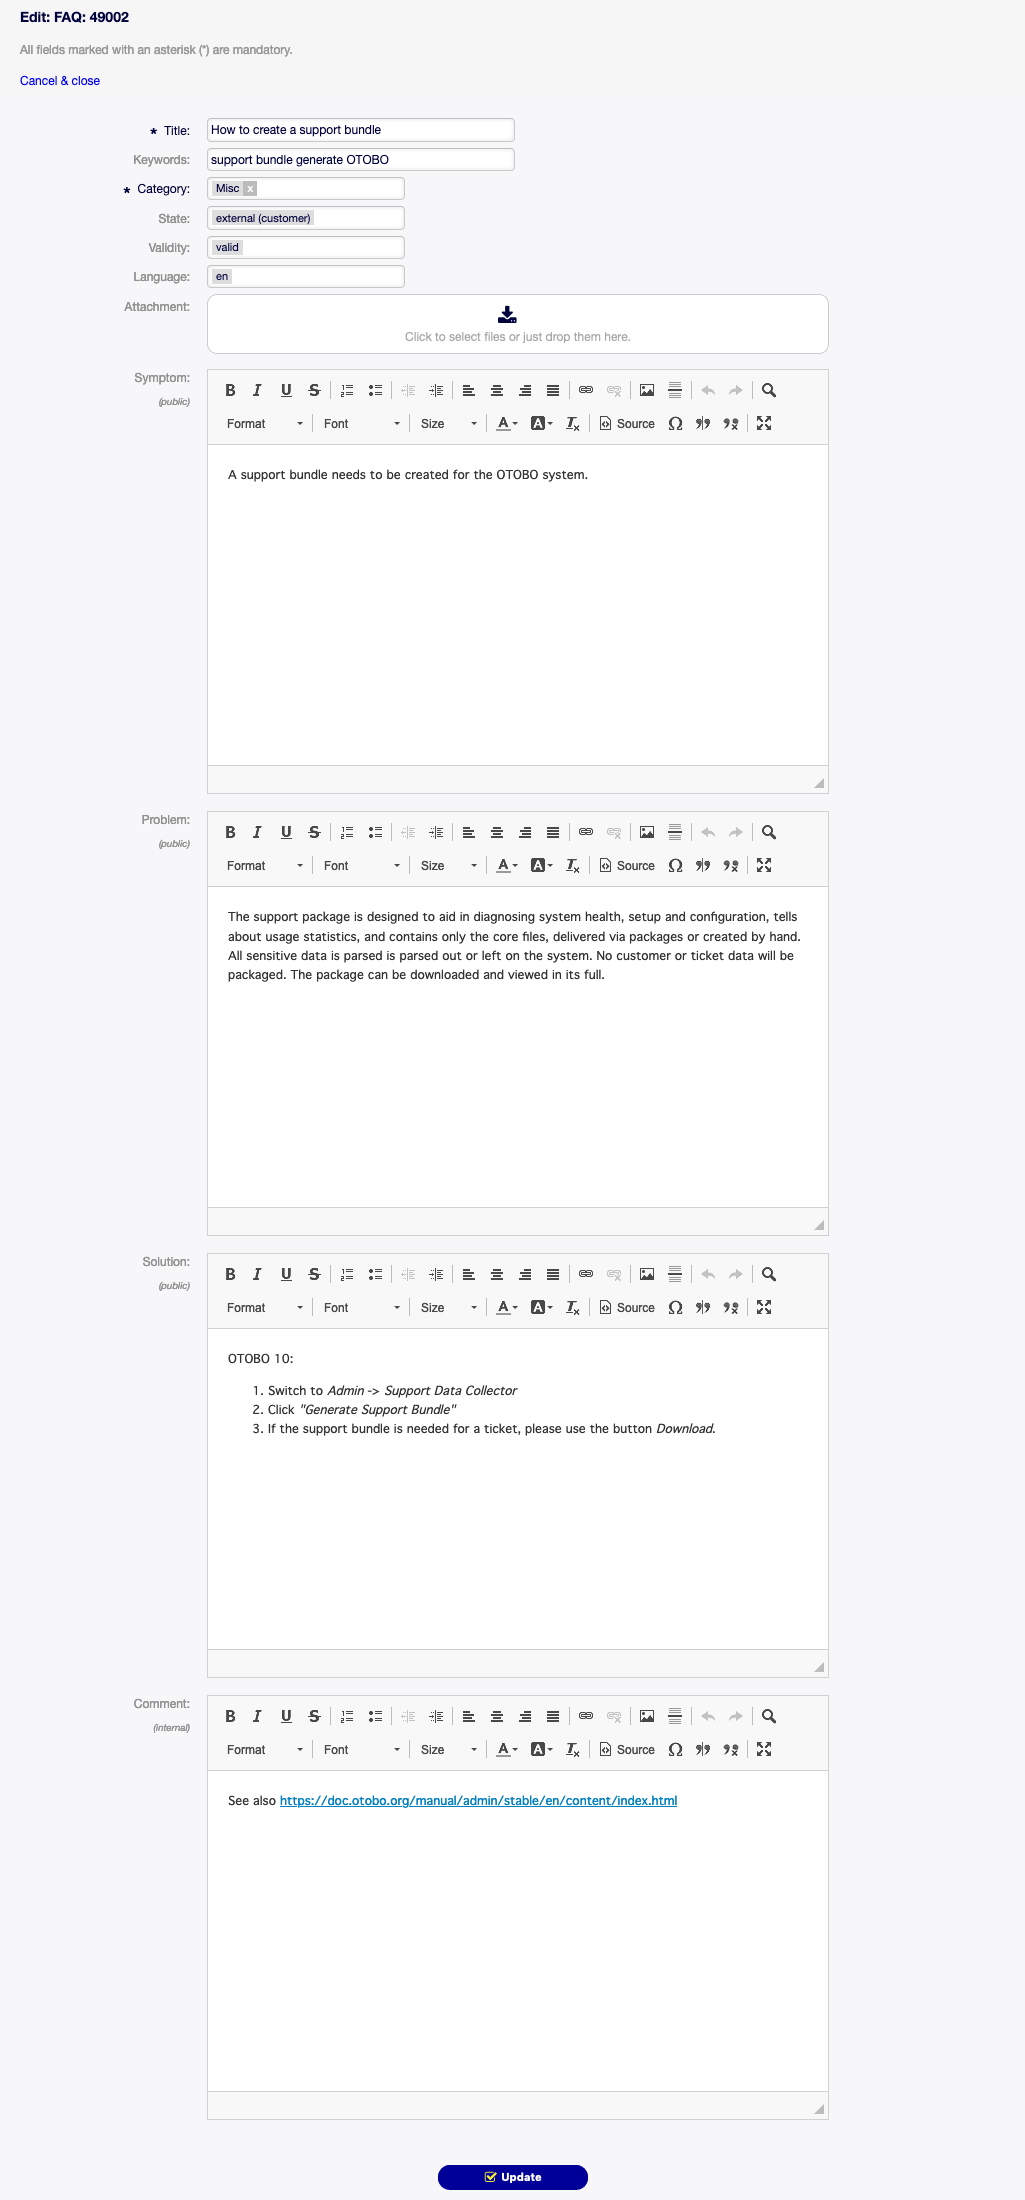 Edit: FAQ: 49002
All fields marked with an asterisk (*) are mandatory.
Cancel & close
* Title: How to create a support bundle
Keywords: support bundle generate OTOBO
* Category: Misc x
State: external (customer)
Validity: valid
Language: en
Attachment:
Click to select files or just drop them here.
Symptom:
(public)
Format Font Size Source
A support bundle needs to be created for the OTOBO system.
Problem:
(public)
Format Font Size Source
The support package is designed to aid in diagnosing system health, setup and configuration, tells
about usage statistics, and contains only the core files, delivered via packages or created by hand.
All sensitive data is parsed is parsed out or left on the system. No customer or ticket data will be
packaged. The package can be downloaded and viewed in its full.
Solution:
(public)
Format Font Size Source
OTOBO 10:
1. Switch to Admin -> Support Data Collector
2. Click "Generate Support Bundle"
3. If the support bundle is needed for a ticket, please use the button Download.
Comment:
(internal)
Format Font Size Source
See also https://doc.otobo.org/manual/admin/stable/en/content/index.html
Update